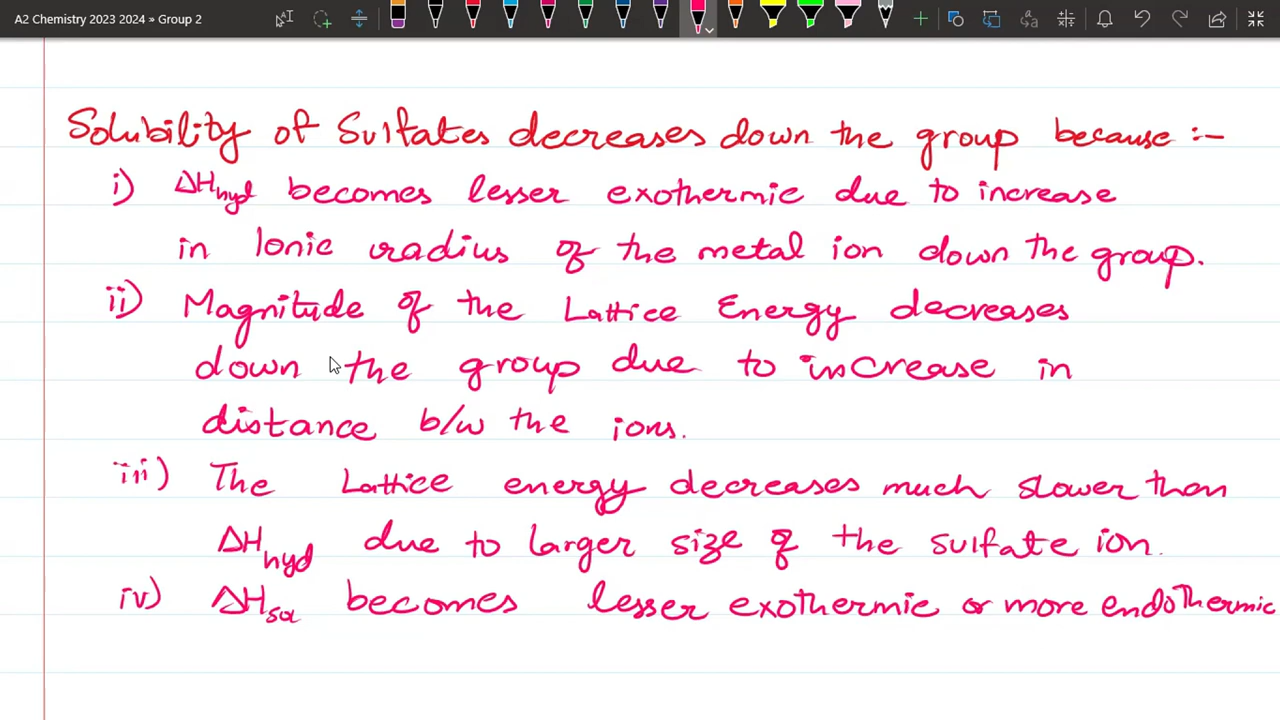 A2 Chemistry 2023 2024 » Group 2
Solubility of Sulfates decreases down the group because :-
i) ΔHhyd becomes lesser exothermic due to increase
in Ionic radius of the metal ion down the group.
ii) Magnitude of the Lattice Energy decreases
down the group due to increase in
distance b/w the ions.
iii) The Lattice energy decreases much slower than
ΔHhyd due to larger size of the sulfate ion.
iv) ΔHsol becomes lesser exothermic or more endothermic